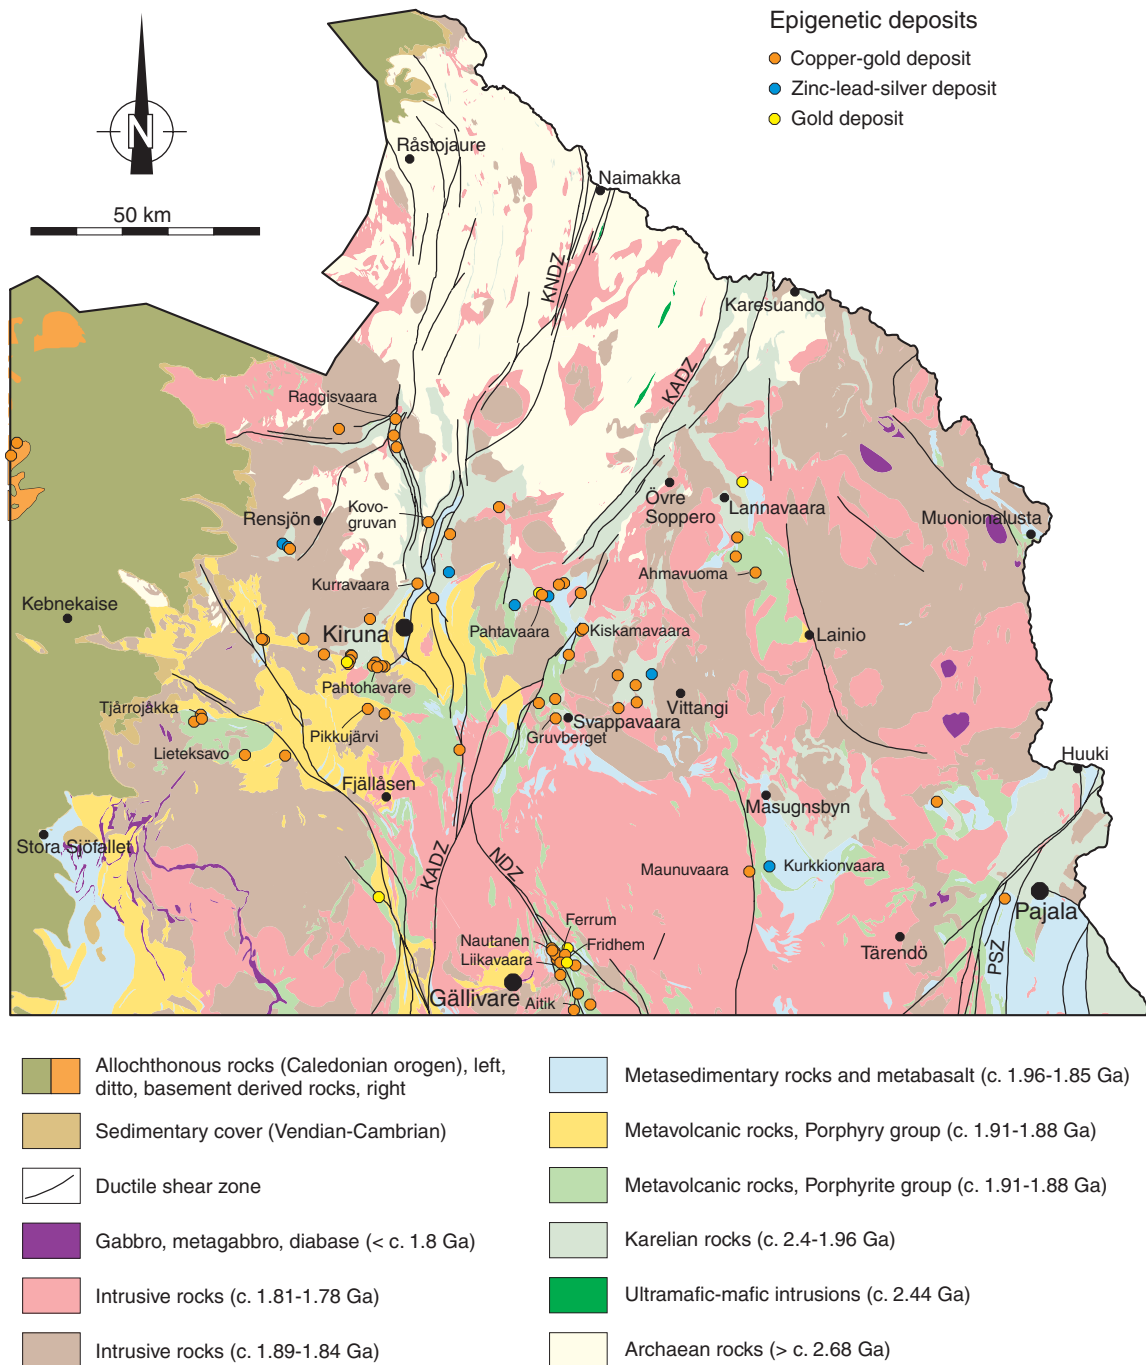 Epigenetic deposits
Copper-gold deposit
Zinc-lead-silver deposit
Gold deposit
N
50 km
Råstojaure
Naimakka
KNDZ
Karesuando
KADZ
Raggisvaara
Rensjön
Kovo-
gruvan
Övre
Soppero
Lannavaara
Muonionalusta
Kurravaara
Ahmavuoma
Kebnekaise
Kiruna
Pahtavaara
Kiskamavaara
Lainio
Pahtohavare
Tjårrojåkka
Pikkujärvi
Vittangi
Svappavaara
Gruvberget
Lieteksavo
Huuki
Fjällåsen
Masugnsbyn
Stora Sjöfallet
KADZ
NDZ
Maunuvaara
Kurkkionvaara
Pajala
Ferrum
Nautanen
Fridhem
Liikavaara
Tärendö
PSZ
Gällivare
Aitik
Allochthonous rocks (Caledonian orogen), left,
ditto, basement derived rocks, right
Sedimentary cover (Vendian-Cambrian)
Ductile shear zone
Gabbro, metagabbro, diabase (< c. 1.8 Ga)
Intrusive rocks (c. 1.81-1.78 Ga)
Intrusive rocks (c. 1.89-1.84 Ga)
Metasedimentary rocks and metabasalt (c. 1.96-1.85 Ga)
Metavolcanic rocks, Porphyry group (c. 1.91-1.88 Ga)
Metavolcanic rocks, Porphyrite group (c. 1.91-1.88 Ga)
Karelian rocks (c. 2.4-1.96 Ga)
Ultramafic-mafic intrusions (c. 2.44 Ga)
Archaean rocks (> c. 2.68 Ga)